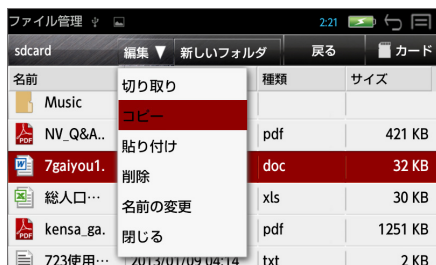 ファイル管理 2:21
sdcard 編集 ▼ 新しいフォルダ 戻る カード
名前 種類 サイズ
切り取り
Music
コピー
NV_Q&A.. pdf 421 KB
貼り付け
7gaiyou1. doc 32 KB
削除
総人口… xls 30 KB
名前の変更
kensa_ga. pdf 1251 KB
閉じる
723使用… 2013/01/09 04:14 txt 2 KB